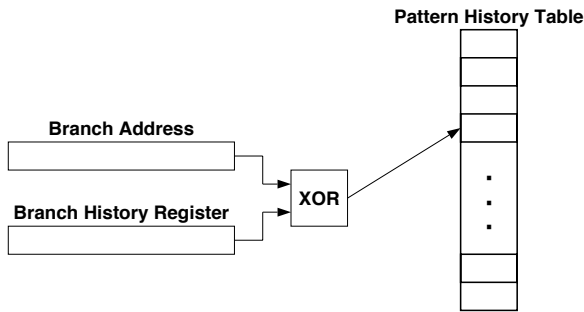 Pattern History Table
Branch Address
XOR
Branch History Register